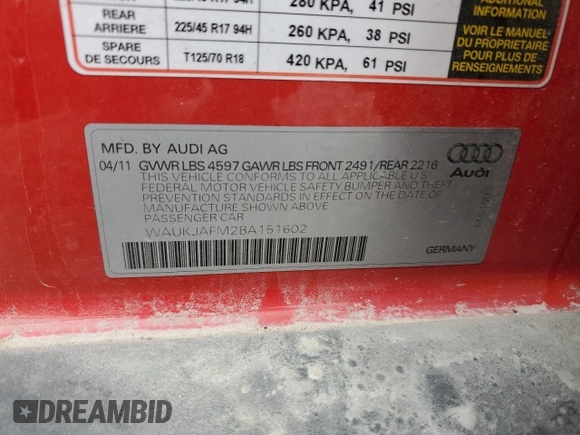 280 KPA, 41 PSI
REAR
ARRIERE 225/45 R17 94H 260 KPA, 38 PSI
SPARE
DE SECOURS T125/70 R18 420 KPA, 61 PSI
ADDITIONAL
INFORMATION
VOIR LE MANUEL
DU PROPRIETAIRE
POUR PLUS DE
RENSEIGNEMENTS
MFD. BY AUDI AG
04/11 GVWR LBS 4597 GAWR LBS FRONT 2491/REAR 2216
THIS VEHICLE CONFORMS TO ALL APPLICABLE U.S.
FEDERAL MOTOR VEHICLE SAFETY BUMPER AND THEFT
PREVENTION STANDARDS IN EFFECT ON THE DATE OF
MANUFACTURE SHOWN ABOVE
PASSENGER CAR
WAUKJAFM2BA151602
Audi
GERMANY
DREAMBID